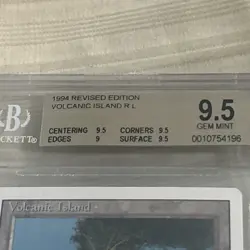 1994 REVISED EDITION
VOLCANIC ISLAND R L
CENTERING 9.5 CORNERS 9.5
EDGES 9 SURFACE 9.5
9.5
GEM MINT
0010754196
B
CKETT®
Volcanic Island